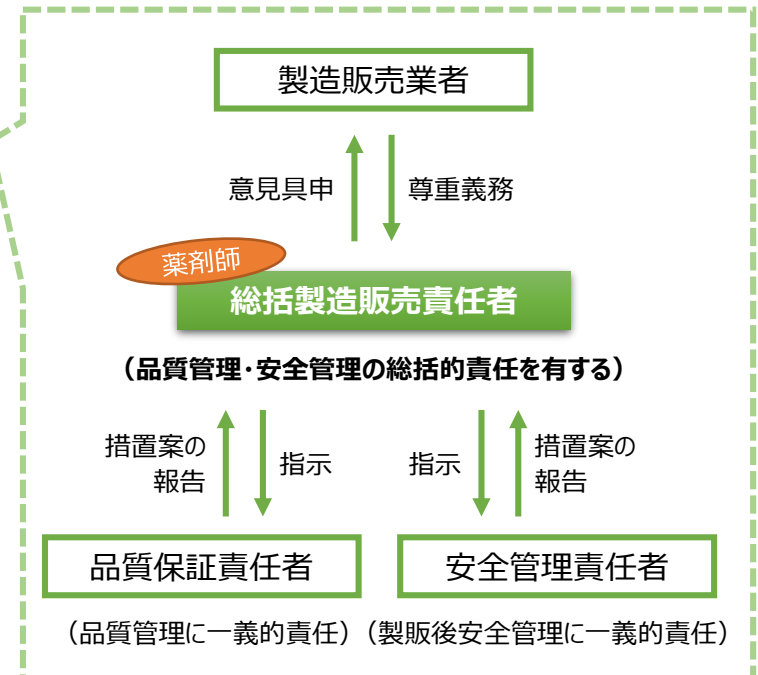 製造販売業者
意見具申
尊重義務
薬剤師
総括製造販売責任者
（品質管理・安全管理の総括的責任を有する）
措置案の
報告
指示
指示
措置案の
報告
品質保証責任者
安全管理責任者
（品質管理に一義的責任）
（製販後安全管理に一義的責任）